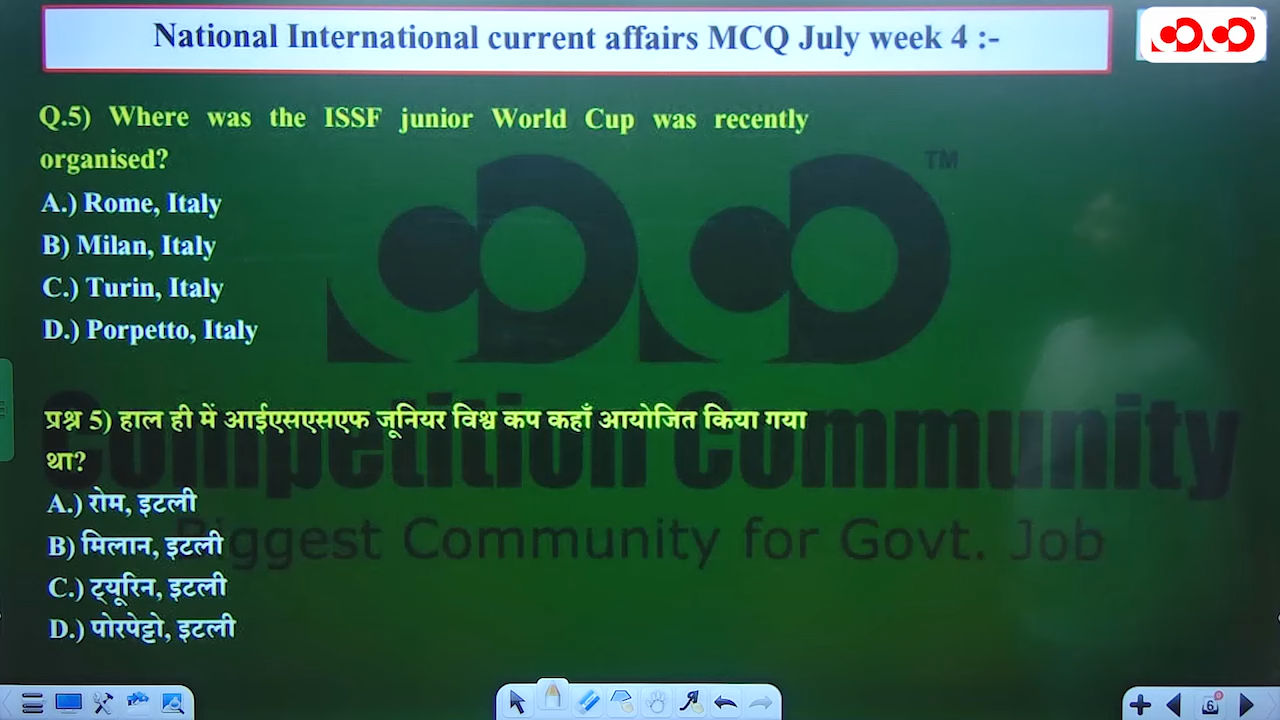 National International current affairs MCQ July week 4 :-
Q.5) Where was the ISSF junior World Cup was recently
organised?
A.) Rome, Italy
B) Milan, Italy
C.) Turin, Italy
D.) Porpetto, Italy
TM
Competition Community
Biggest Community for Govt. Job
प्रश्न 5) हाल ही में आईएसएसएफ जूनियर विश्व कप कहाँ आयोजित किया गया
था?
A.) रोम, इटली
B) मिलान, इटली
C.) ट्यूरिन, इटली
D.) पोरपेट्टो, इटली
6